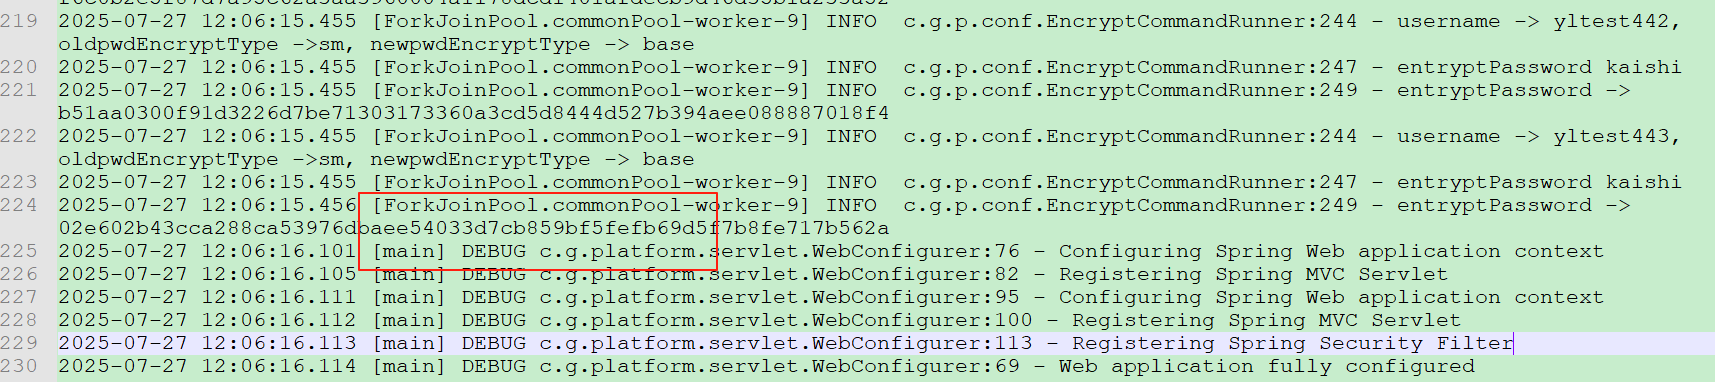 219 2025-07-27 12:06:15.455 [ForkJoinPool.commonPool-worker-9] INFO  c.g.p.conf.EncryptCommandRunner:244 - username -> yltest442,
oldpwdEncryptType ->sm, newpwdEncryptType -> base
220 2025-07-27 12:06:15.455 [ForkJoinPool.commonPool-worker-9] INFO  c.g.p.conf.EncryptCommandRunner:247 - entryptPassword kaishi
221 2025-07-27 12:06:15.455 [ForkJoinPool.commonPool-worker-9] INFO  c.g.p.conf.EncryptCommandRunner:249 - entryptPassword ->
b51aa0300f91d3226d7be71303173360a3cd5d8444d527b394aee088887018f4
222 2025-07-27 12:06:15.455 [ForkJoinPool.commonPool-worker-9] INFO  c.g.p.conf.EncryptCommandRunner:244 - username -> yltest443,
oldpwdEncryptType ->sm, newpwdEncryptType -> base
223 2025-07-27 12:06:15.455 [ForkJoinPool.commonPool-worker-9] INFO  c.g.p.conf.EncryptCommandRunner:247 - entryptPassword kaishi
224 2025-07-27 12:06:15.456 [ForkJoinPool.commonPool-worker-9] INFO  c.g.p.conf.EncryptCommandRunner:249 - entryptPassword ->
02e602b43cca288ca53976dbaee54033d7cb859bf5fefb69d5f7b8fe717b562a
225 2025-07-27 12:06:16.101 [main] DEBUG c.g.platform.servlet.WebConfigurer:76 - Configuring Spring Web application context
226 2025-07-27 12:06:16.105 [main] DEBUG c.g.platform.servlet.WebConfigurer:82 - Registering Spring MVC Servlet
227 2025-07-27 12:06:16.111 [main] DEBUG c.g.platform.servlet.WebConfigurer:95 - Configuring Spring Web application context
228 2025-07-27 12:06:16.112 [main] DEBUG c.g.platform.servlet.WebConfigurer:100 - Registering Spring MVC Servlet
229 2025-07-27 12:06:16.113 [main] DEBUG c.g.platform.servlet.WebConfigurer:113 - Registering Spring Security Filter
230 2025-07-27 12:06:16.114 [main] DEBUG c.g.platform.servlet.WebConfigurer:69 - Web application fully configured